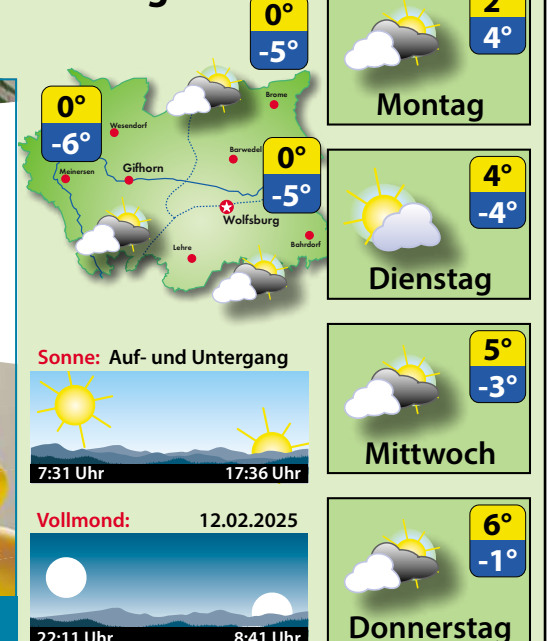 0°
-5°
0°
-6°
Wesendorf
Brome
Meinersen
Gifhorn
Barwedel
0°
-5°
Wolfsburg
Lehre
Bahrdorf
Sonne: Auf- und Untergang
7:31 Uhr 17:36 Uhr
Vollmond: 12.02.2025
22:11 Uhr 8:41 Uhr
2°
4°
Montag
4°
-4°
Dienstag
5°
-3°
Mittwoch
6°
-1°
Donnerstag